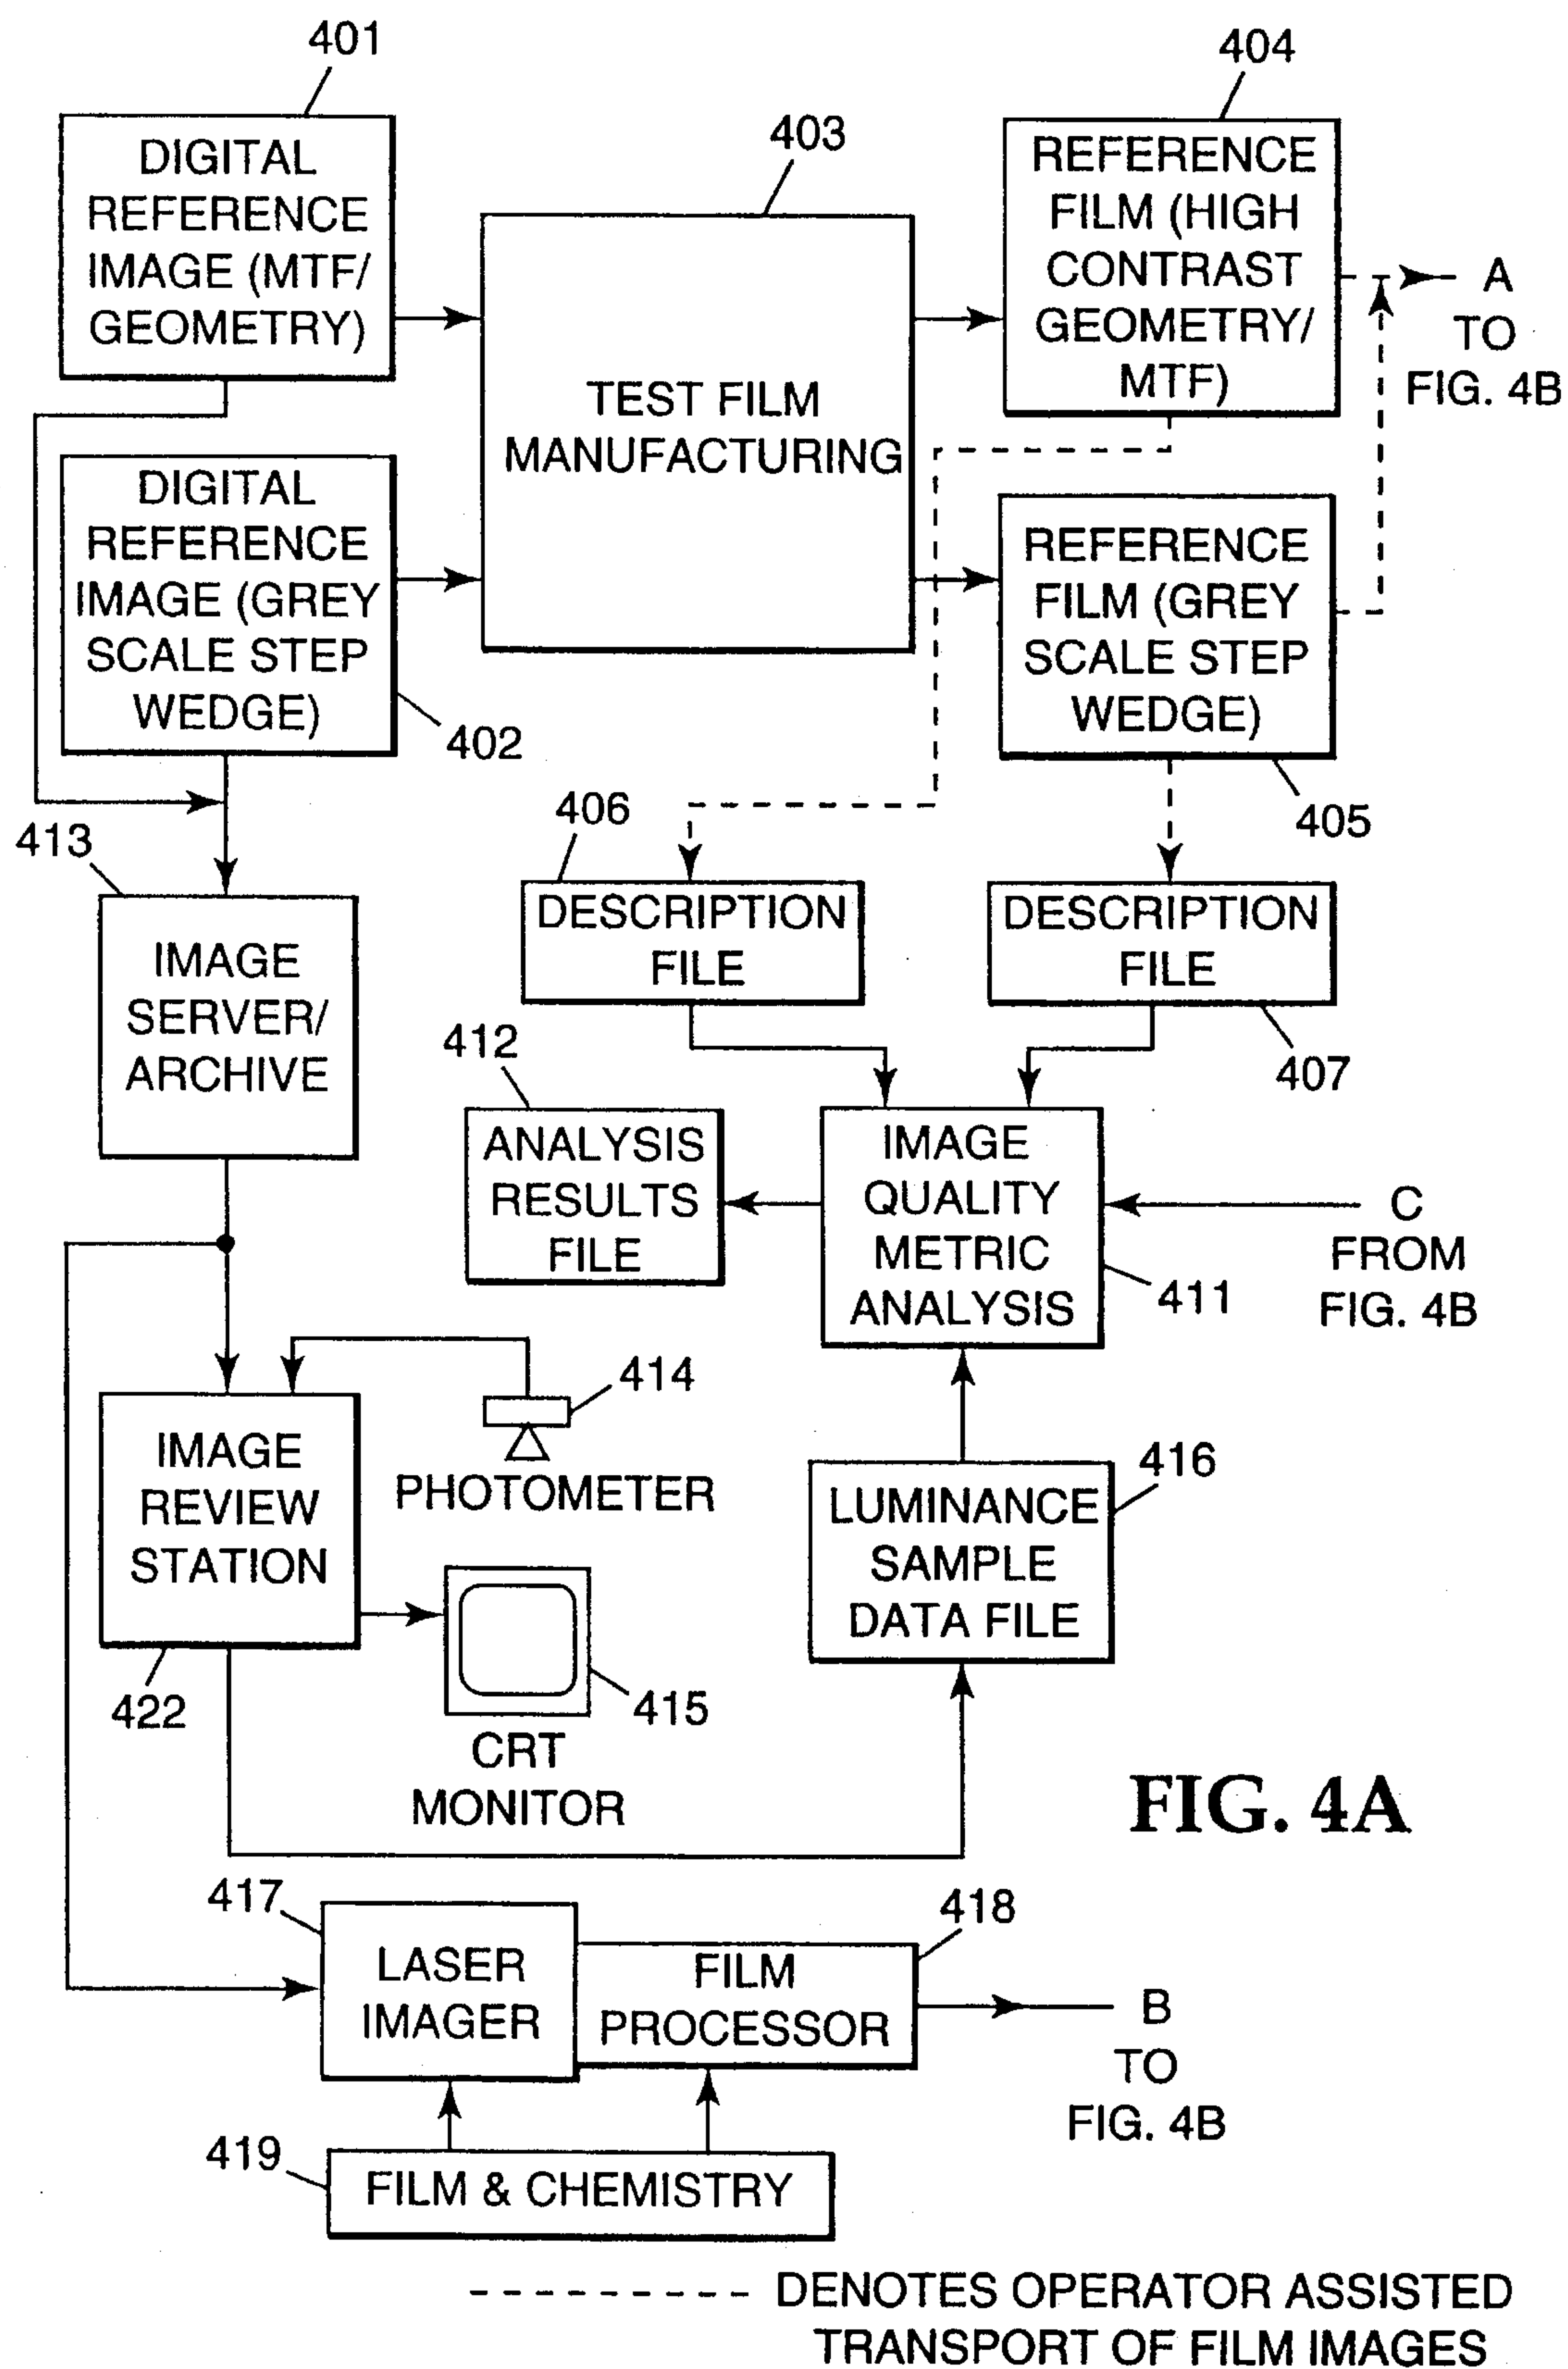 401
DIGITAL
REFERENCE
IMAGE (MTF/
GEOMETRY)
403
TEST FILM
MANUFACTURING
404
REFERENCE
FILM (HIGH
CONTRAST
GEOMETRY/
MTF)
A
TO
FIG. 4B
DIGITAL
REFERENCE
IMAGE (GREY
SCALE STEP
WEDGE)
402
REFERENCE
FILM (GREY
SCALE STEP
WEDGE)
405
413
IMAGE
SERVER/
ARCHIVE
406
DESCRIPTION
FILE
DESCRIPTION
FILE
407
412
ANALYSIS
RESULTS
FILE
IMAGE
QUALITY
METRIC
ANALYSIS
411
C
FROM
FIG. 4B
IMAGE
REVIEW
STATION
422
414
PHOTOMETER
415
CRT
MONITOR
416
LUMINANCE
SAMPLE
DATA FILE
FIG. 4A
417
LASER
IMAGER
418
FILM
PROCESSOR
B
TO
FIG. 4B
419
FILM & CHEMISTRY
DENOTES OPERATOR ASSISTED
TRANSPORT OF FILM IMAGES